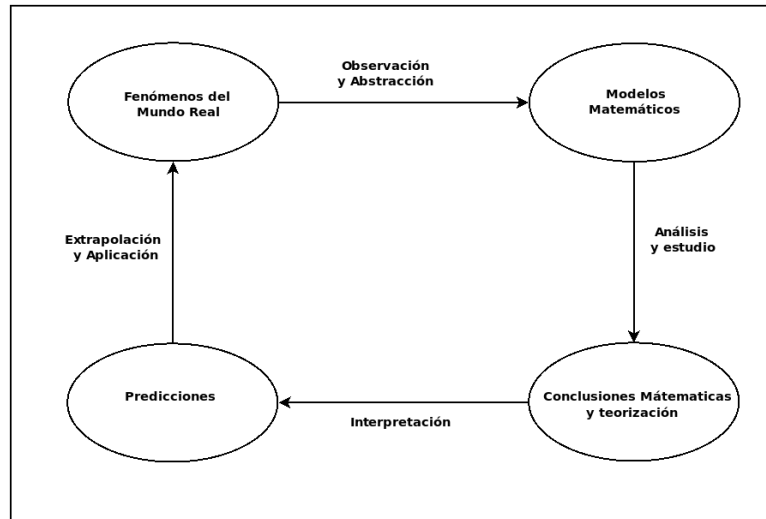 Observación
y Abstracción
Fenómenos del
Mundo Real
Modelos
Matemáticos
Extrapolación
y Aplicación
Análisis
y estudio
Predicciones
Conclusiones Mátematicas
y teorización
Interpretación